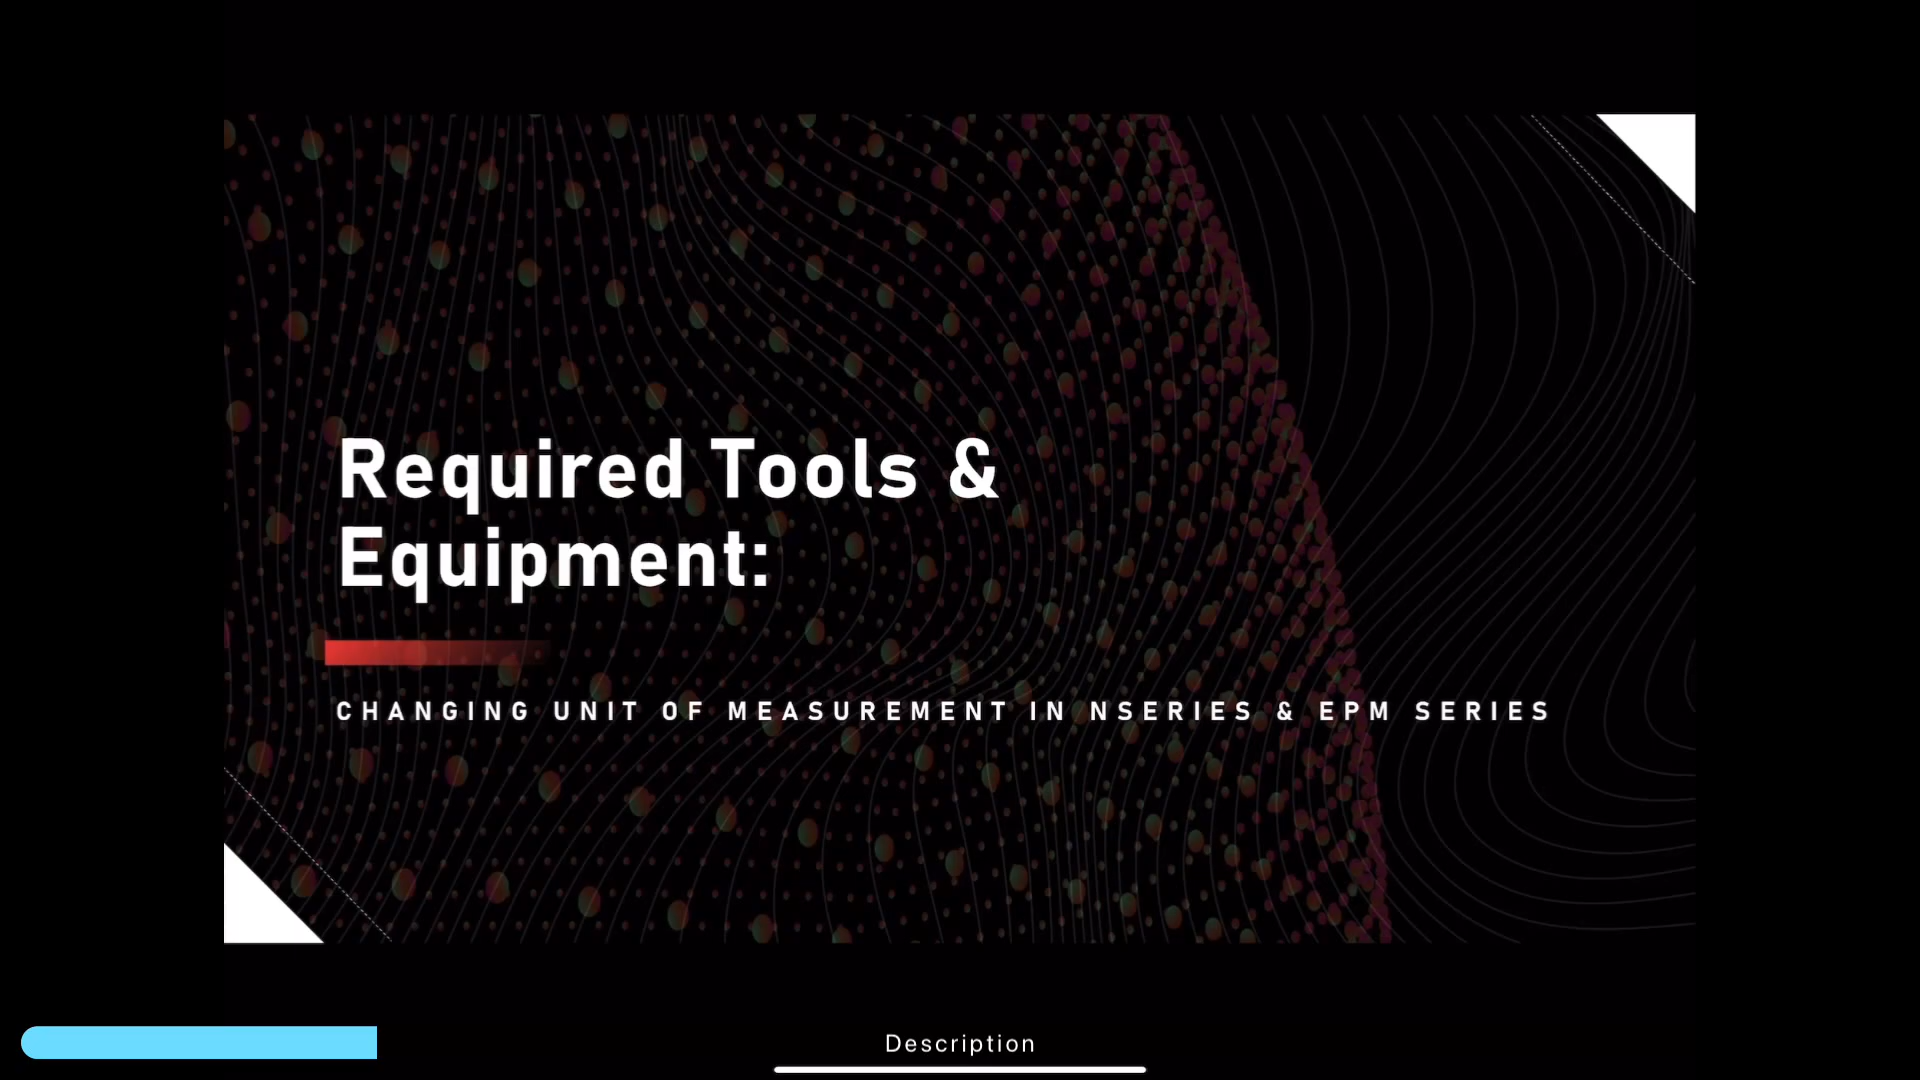 Required Tools &
Equipment:
CHANGING UNIT OF MEASUREMENT IN NSERIES & EPM SERIES
Description